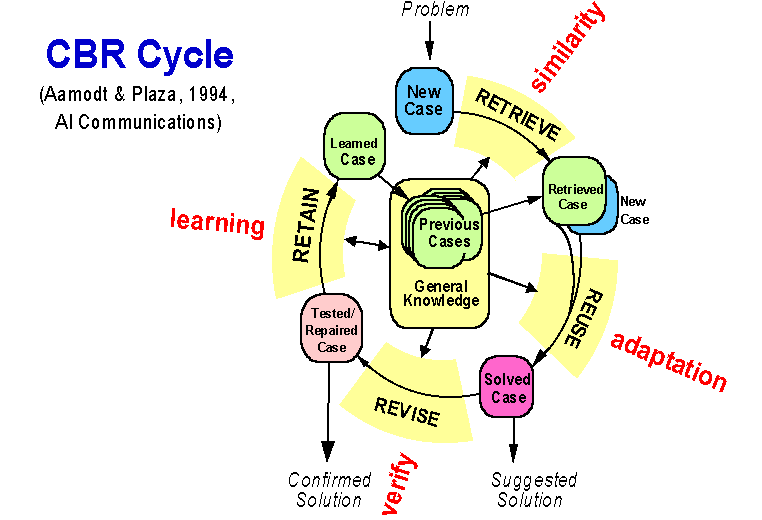 CBR Cycle
(Aamodt & Plaza, 1994,
AI Communications)
Problem
New
Case
RETRIEVE
similarity
Learned
Case
Retrieved
Case
New
Case
Previous
Cases
General
Knowledge
RETAIN
learning
REUSE
adaptation
Tested/
Repaired
Case
Solved
Case
REVISE
verify
Confirmed
Solution
Suggested
Solution